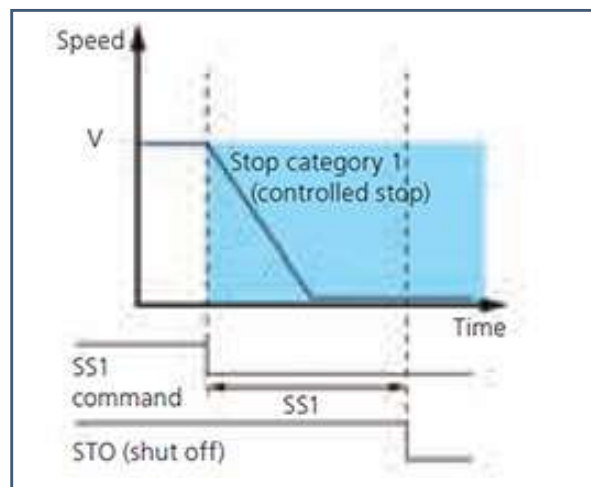 Speed
V
Stop category 1
(controlled stop)
Time
SS1
command
SS1
STO (shut off)